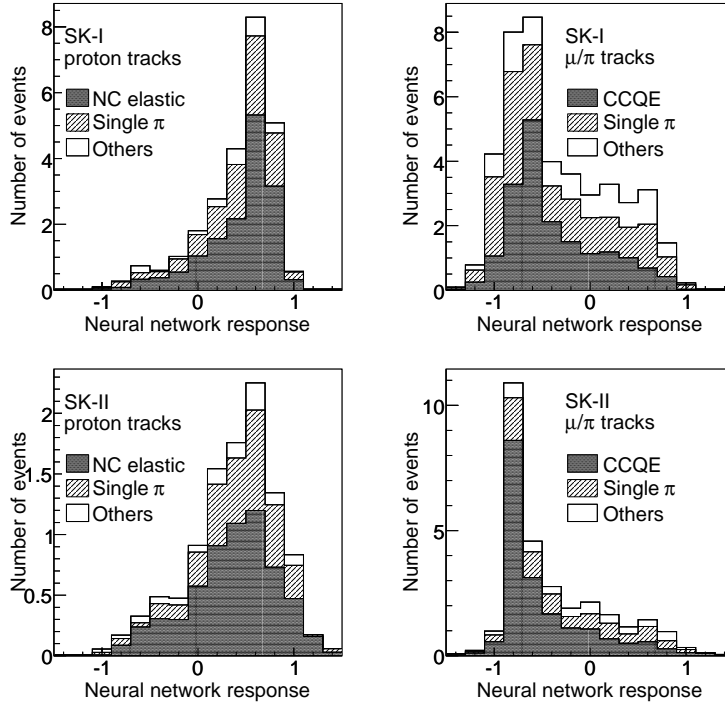 SK-I
proton tracks
NC elastic
Single π
Others
Number of events
8
6
4
2
0
-1
0
1
Neural network response
SK-I
μ/π tracks
CCQE
Single π
Others
Number of events
8
6
4
2
0
-1
0
1
Neural network response
SK-II
proton tracks
NC elastic
Single π
Others
Number of events
2
1.5
1
0.5
0
-1
0
1
Neural network response
SK-II
μ/π tracks
CCQE
Single π
Others
Number of events
10
5
0
-1
0
1
Neural network response